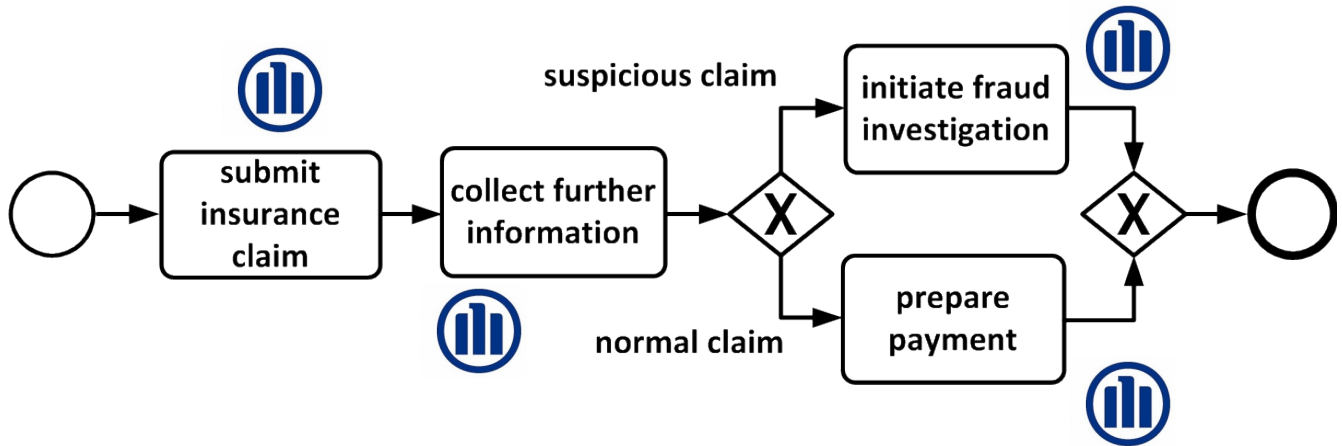 submit
insurance
claim
collect further
information
suspicious claim
initiate fraud
investigation
X
normal claim
prepare
payment
X